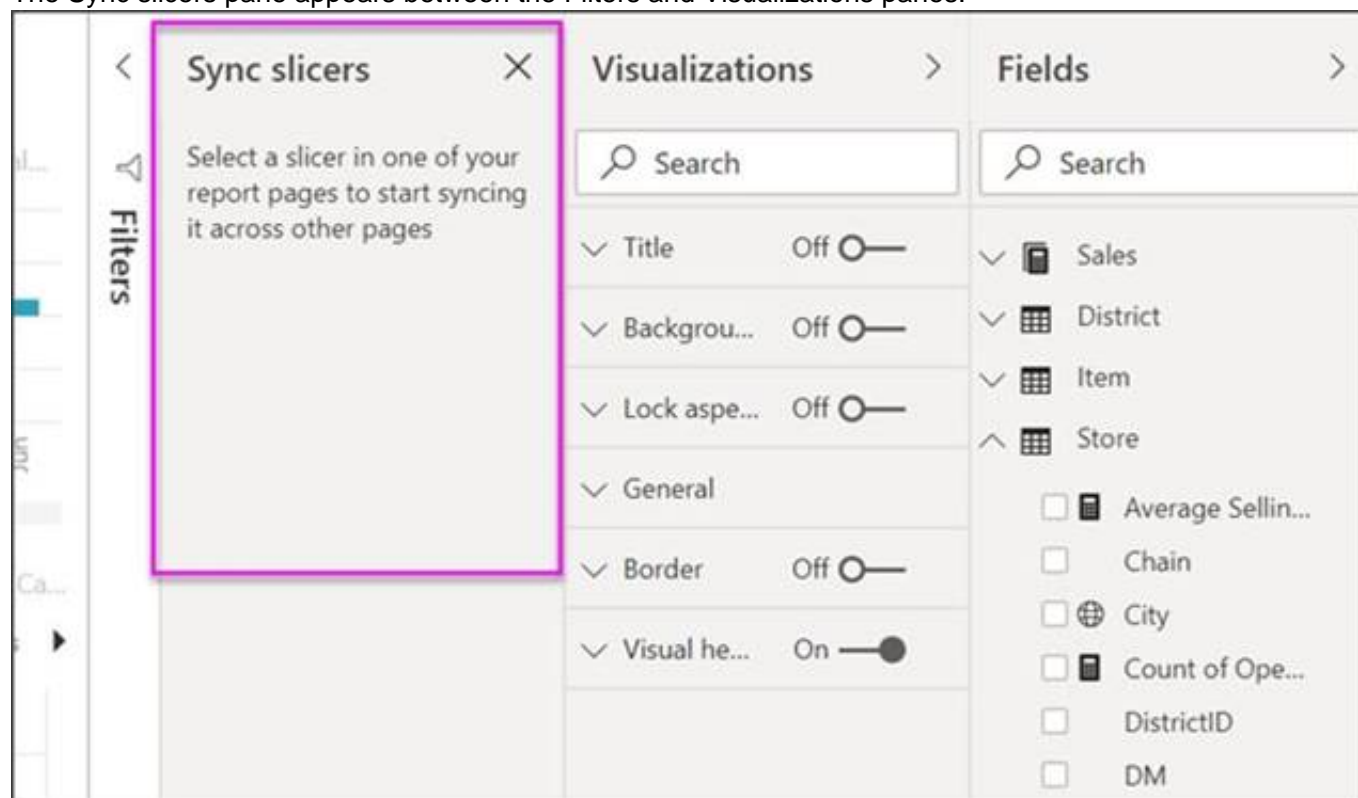 The Sync slicers pane appears between the Filters and Visualizations panes.
Filters
Sync slicers
Select a slicer in one of your
report pages to start syncing
it across other pages
Visualizations
Search
Title Off
Backgrou... Off
Lock aspe... Off
General
Border Off
Visual he... On
Fields
Search
Sales
District
Item
Store
Average Sellin...
Chain
City
Count of Ope...
DistrictID
DM
Jun
Ca...